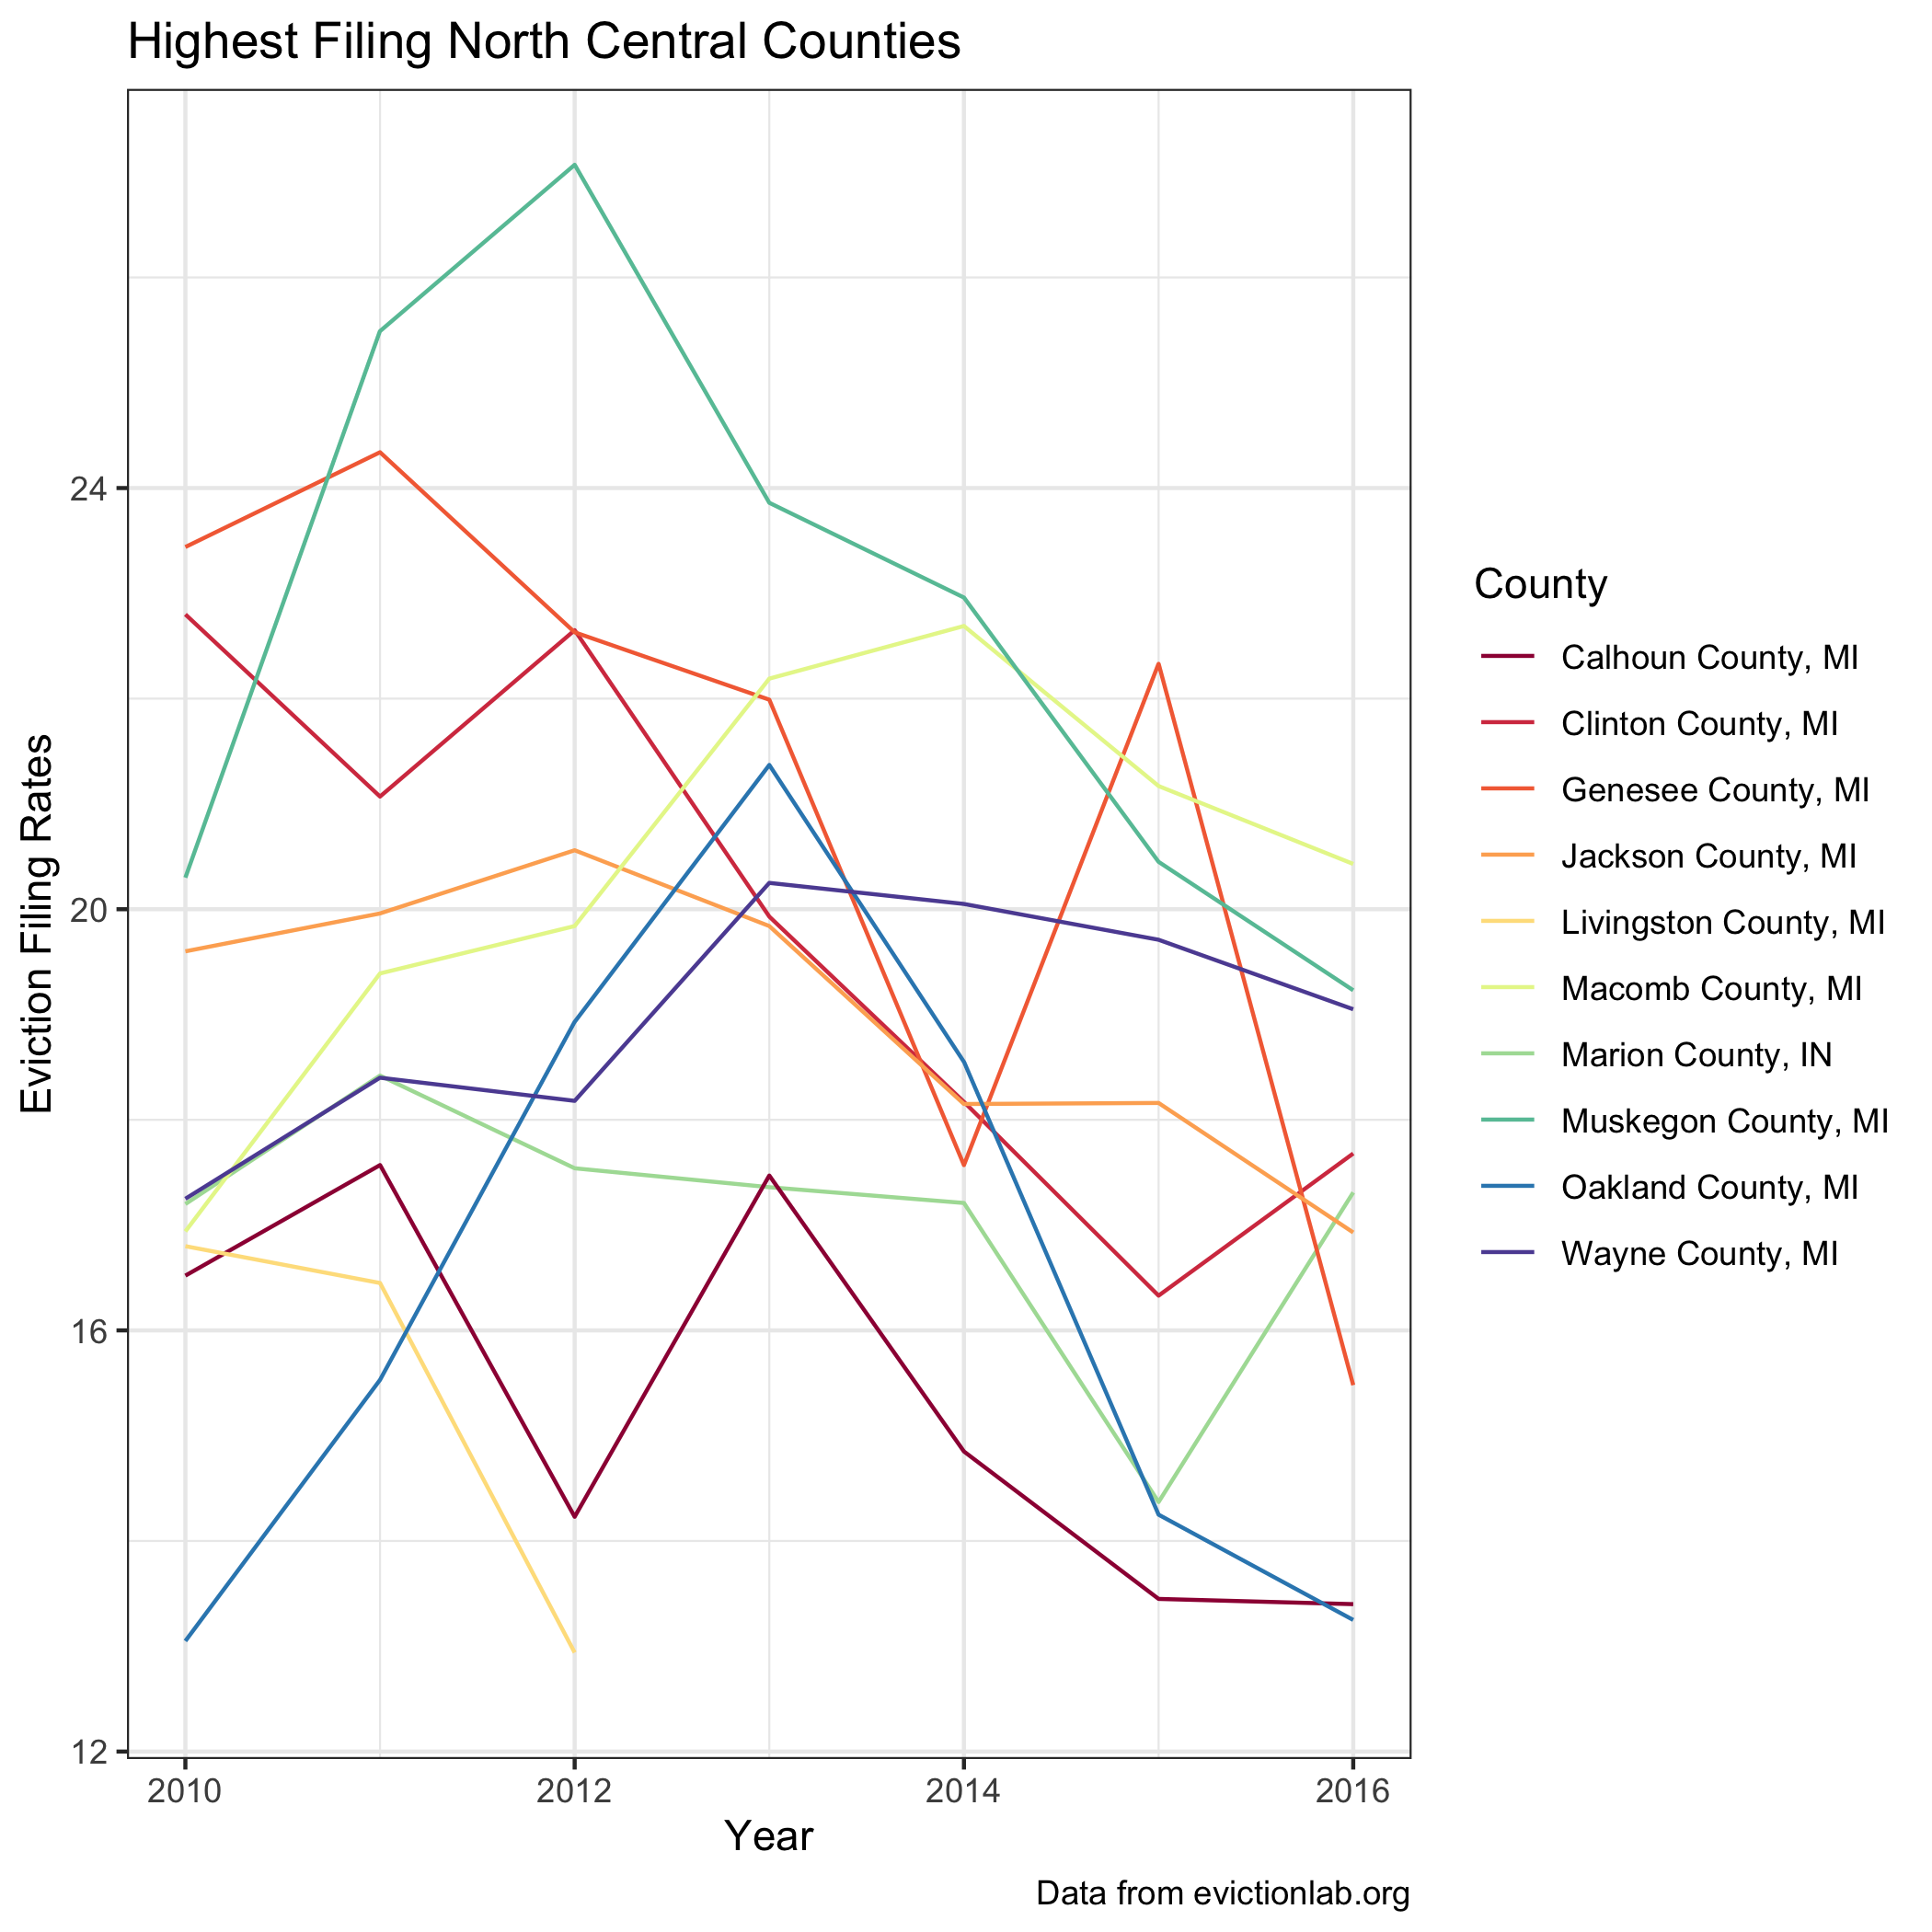 Highest Filing North Central Counties
Eviction Filing Rates
24
20
16
12
2010 2012 2014 2016
Year
County
Calhoun County, MI
Clinton County, MI
Genesee County, MI
Jackson County, MI
Livingston County, MI
Macomb County, MI
Marion County, IN
Muskegon County, MI
Oakland County, MI
Wayne County, MI
Data from evictionlab.org